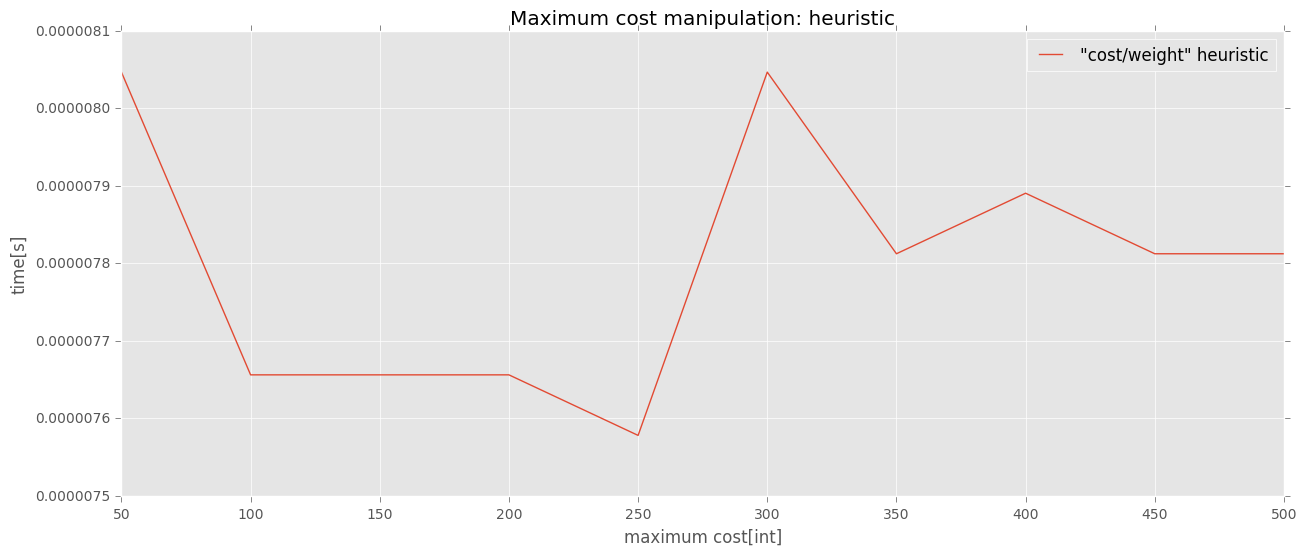 Maximum cost manipulation: heuristic
"cost/weight" heuristic
0.0000081
0.0000080
0.0000079
0.0000078
0.0000077
0.0000076
0.0000075
time[s]
50 100 150 200 250 300 350 400 450 500
maximum cost[int]